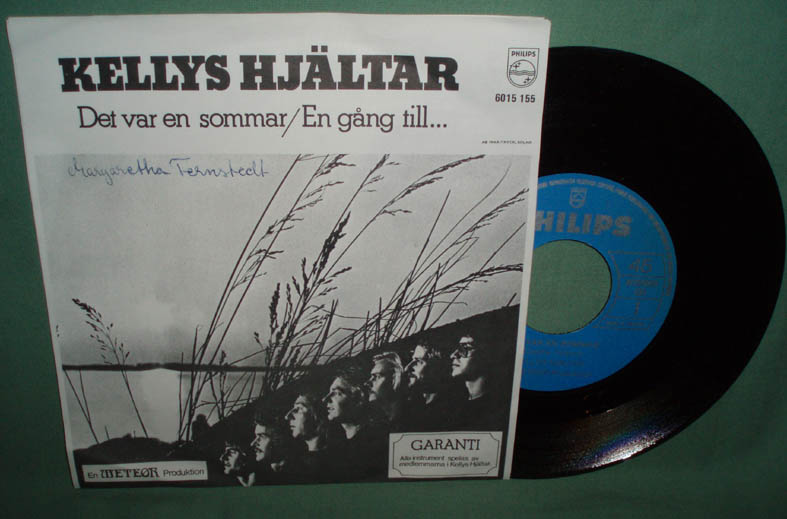 KELLYS HJÄLTAR
PHILIPS
6015 155
Det var en sommar/En gång till...
Margaretha Ternstedt
PHILIPS
GARANTI
Alla instrument spelas av
medlemmarna i Kellys Hjältar.
En METEOR Produktion